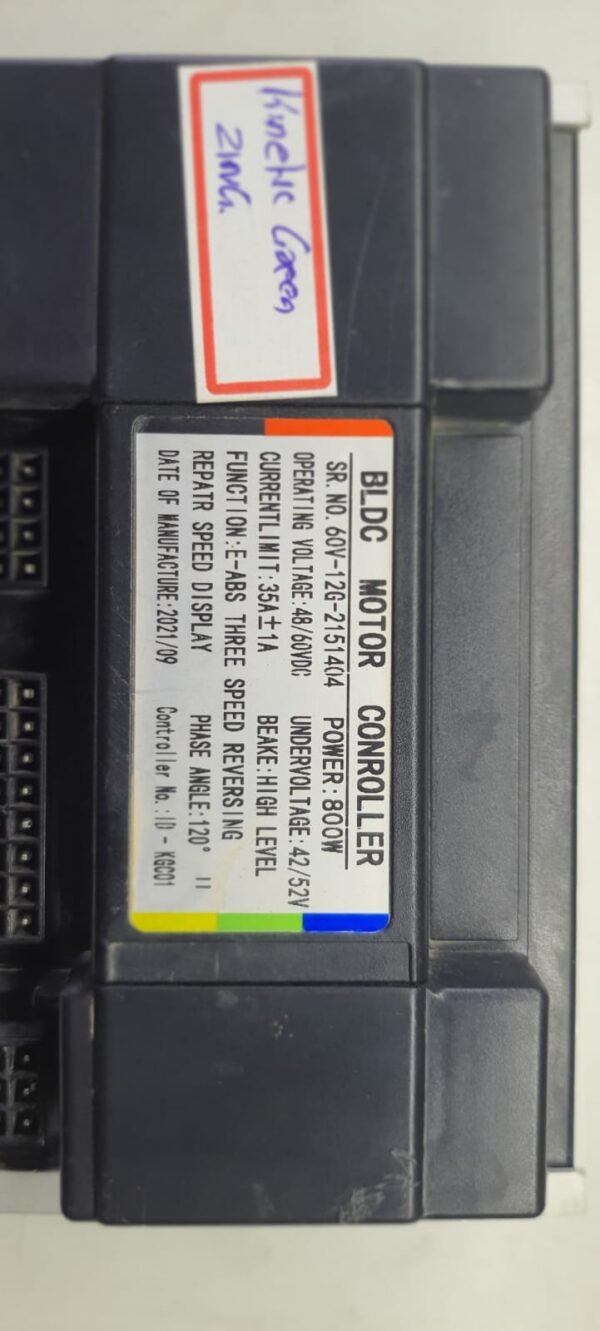 Kinetic Green
ZING.
BLDC MOTOR CONROLLER
SR. NO. 60V-12G-2151404 POWER:800W
OPERATING VOLTAGE:48/60VDC UNDERVOLTAGE:42/52V
CURRENTLIMIT:35A±1A BEAKE:HIGH LEVEL
FUNCTION:E-ABS THREE SPEED REVERSING
REPATR SPEED DISPLAY PHASE ANGLE:120° "
DATE OF MANUFACTURE:2021/09 Controller No.:ID - KGC01